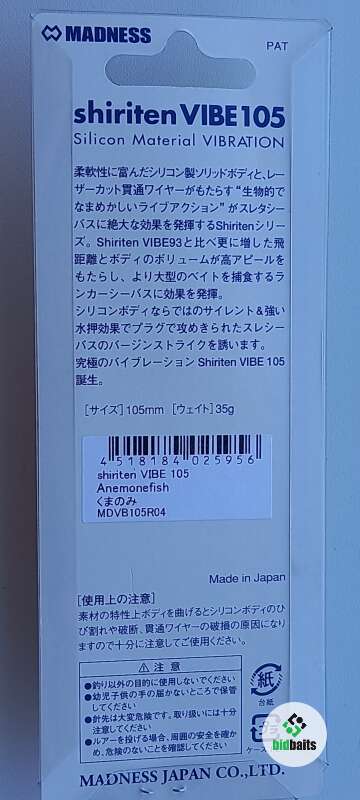 MADNESS
PAT
shiriten VIBE 105
Silicon Material VIBRATION
柔軟性に富んだシリコン製ソリッドボディと、レー
ザーカット貫通ワイヤーがもたらす“生物的で
なまめかしいライブアクション”がスレタシー
バスに絶大な効果を発揮するShiritenシリー
ズ。Shiriten VIBE93と比べ更に増した飛
距離とボディのボリュームが高アピールを
もたらし、より大型のベイトを捕食するラ
ンカーシーバスに効果を発揮。
シリコンボディならではのサイレント＆強い
水押効果でプラグで攻めきられたスレシー
バスのバージンストライクを誘います。
究極のバイブレーション Shiriten VIBE 105
誕生。
［サイズ］105mm ［ウェイト］35g
4 518184 025956
shiriten VIBE 105
Anemonefish
くまのみ
MDVB105R04
Made in Japan
［使用上の注意］
素材の特性上ボディを曲げるとシリコンボディのひ
び割れや破断、貫通ワイヤーの破損の原因になり
ますので十分に注意してご使用ください。
⚠ 注意
●釣り以外の目的に使用しないでください
●幼児子供の手の届かないところで保管
してください
●針先は大変危険です。取り扱いには十分
注意してください
●ルアーを投げる場合、周囲の安全を確か
め、危険のないことを確認してください
紙
台紙
ケース
bidbaits
MADNESS JAPAN CO.,LTD.